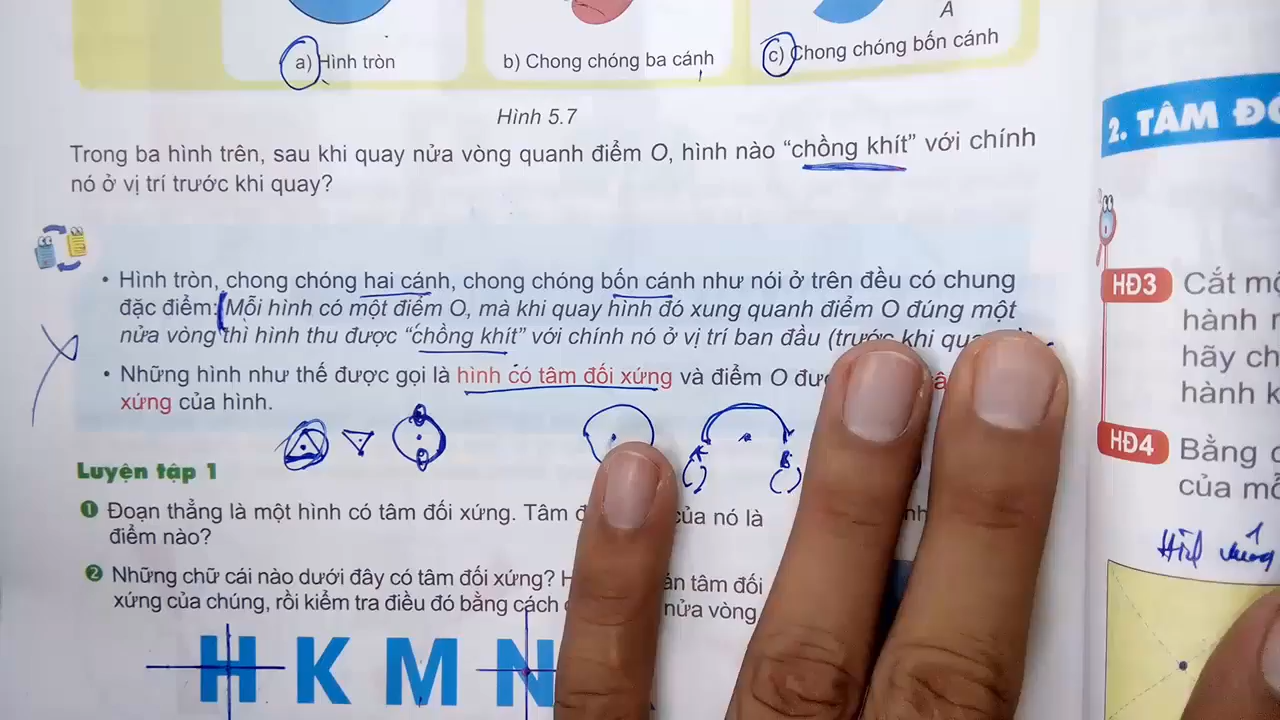 A
a) Hình tròn
b) Chong chóng ba cánh
c) Chong chóng bốn cánh
Hình 5.7
Trong ba hình trên, sau khi quay nửa vòng quanh điểm O, hình nào “chồng khít” với chính
nó ở vị trí trước khi quay?
• Hình tròn, chong chóng hai cánh, chong chóng bốn cánh như nói ở trên đều có chung
đặc điểm: Mỗi hình có một điểm O, mà khi quay hình đó xung quanh điểm O đúng một
nửa vòng thì hình thu được “chồng khít” với chính nó ở vị trí ban đầu (trước khi
• Những hình như thế được gọi là hình có tâm đối xứng và điểm O
xứng của hình.
Luyện tập 1
1 Đoạn thẳng là một hình có tâm đối xứng. Tâm của nó là
điểm nào?
2 Những chữ cái nào dưới đây có tâm đối xứng? tâm đối
xứng của chúng, rồi kiểm tra điều đó bằng cách nửa vòng
H K M N
2. TÂM
HĐ3 Cắt
hành
hãy
hành
HĐ4 Bằng
của